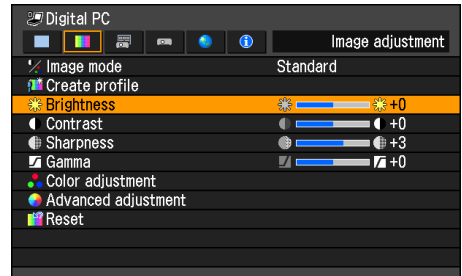 Digital PC
Image adjustment
Image mode Standard
Create profile
Brightness +0
Contrast +0
Sharpness +3
Gamma +0
Color adjustment
Advanced adjustment
Reset